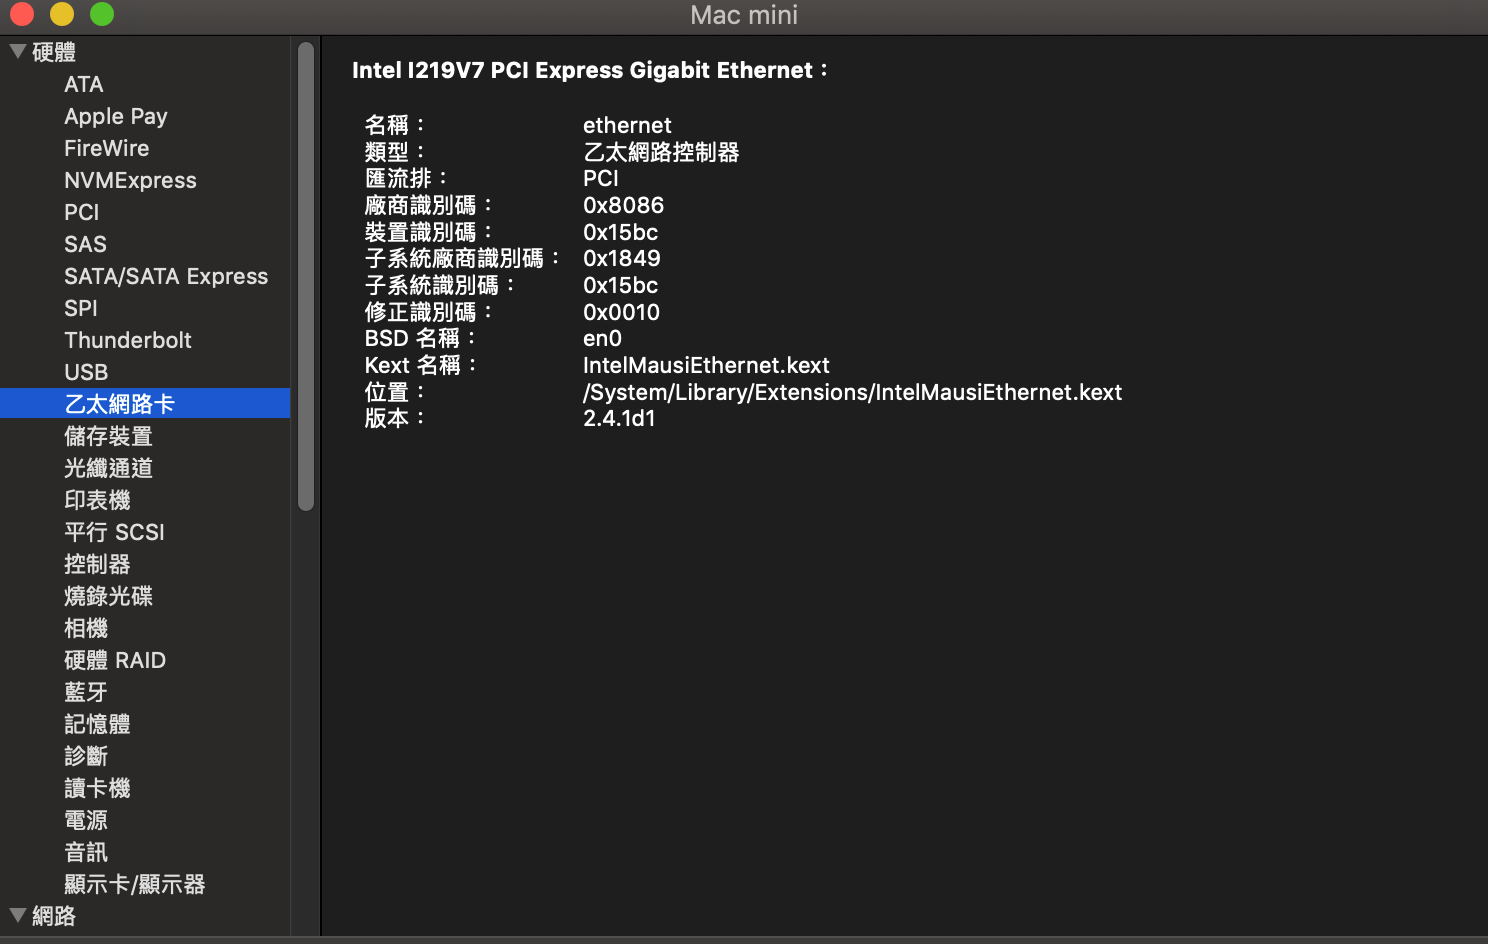 Mac mini
硬體
ATA
Apple Pay
FireWire
NVMExpress
PCI
SAS
SATA/SATA Express
SPI
Thunderbolt
USB
乙太網路卡
儲存裝置
光纖通道
印表機
平行 SCSI
控制器
燒錄光碟
相機
硬體 RAID
藍牙
記憶體
診斷
讀卡機
電源
音訊
顯示卡/顯示器
網路
Intel I219V7 PCI Express Gigabit Ethernet：
名稱： ethernet
類型： 乙太網路控制器
匯流排： PCI
廠商識別碼： 0x8086
裝置識別碼： 0x15bc
子系統廠商識別碼： 0x1849
子系統識別碼： 0x15bc
修正識別碼： 0x0010
BSD 名稱： en0
Kext 名稱： IntelMausiEthernet.kext
位置： /System/Library/Extensions/IntelMausiEthernet.kext
版本： 2.4.1d1